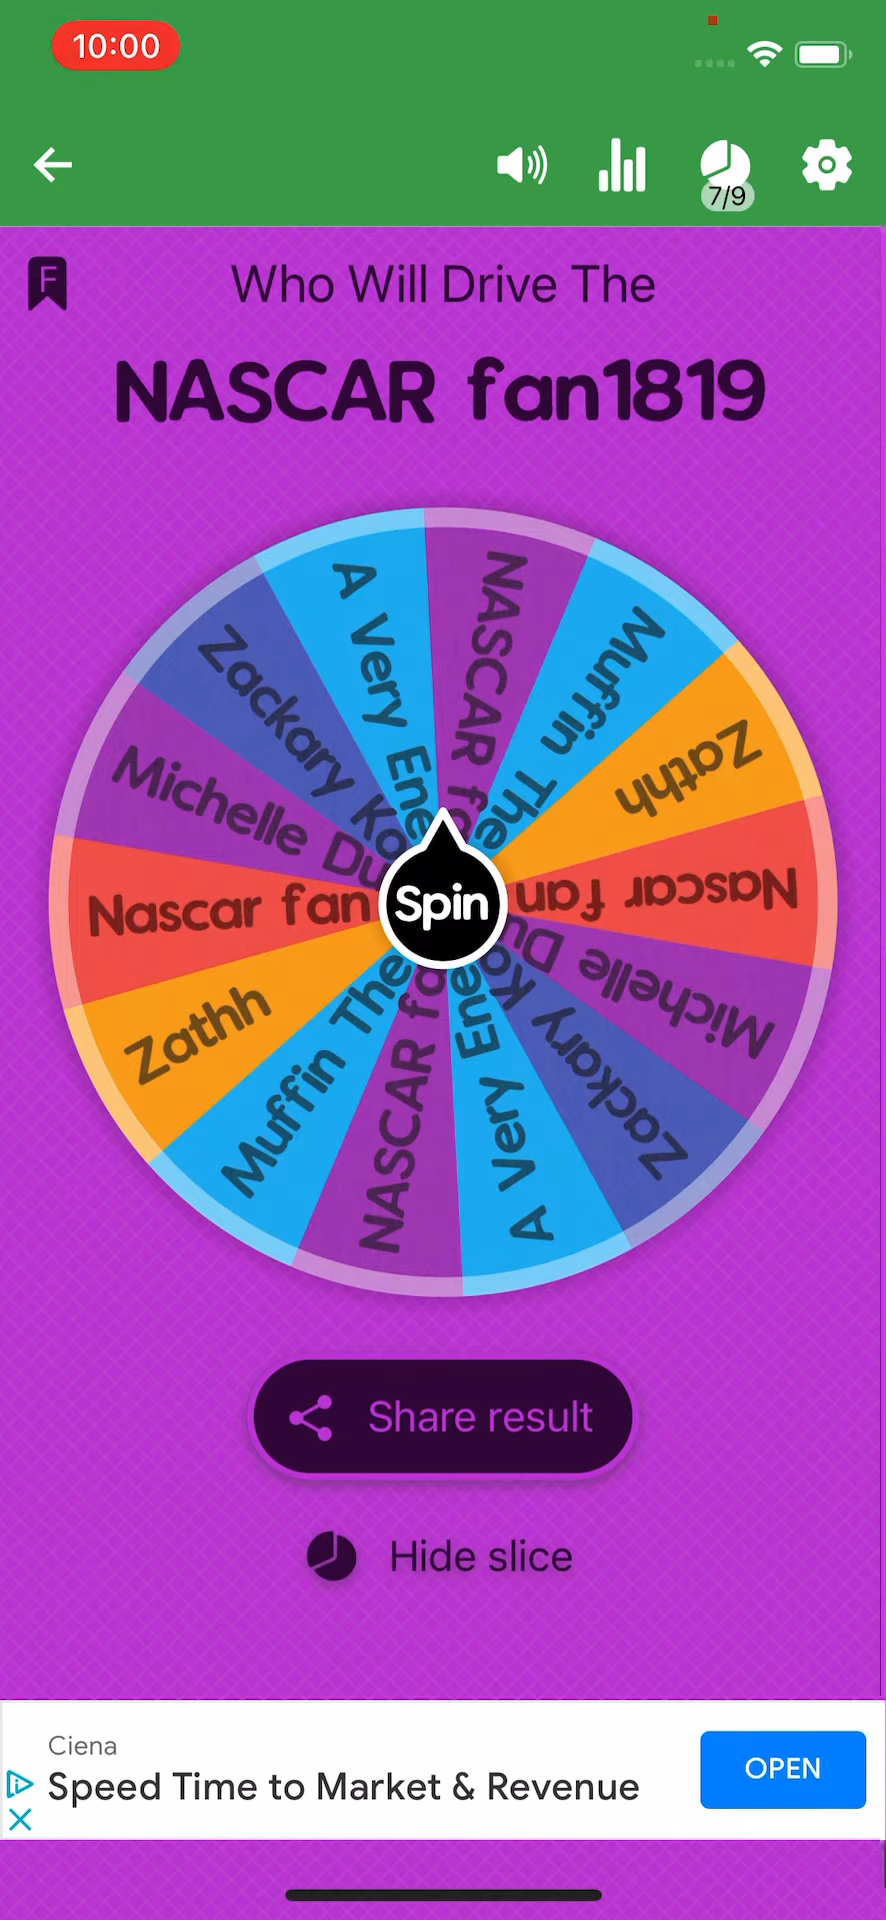 10:00
7/9
F
Who Will Drive The
NASCAR fan1819
A Very Ene
NASCAR fa
Muffin The
Zathh
Nascar fan
Michelle Du
Zackary Ko
A Very Ene
NASCAR fa
Muffin The
Zathh
Nascar fan
Michelle Du
Zackary Ko
Spin
Share result
Hide slice
Ciena
Speed Time to Market & Revenue
OPEN